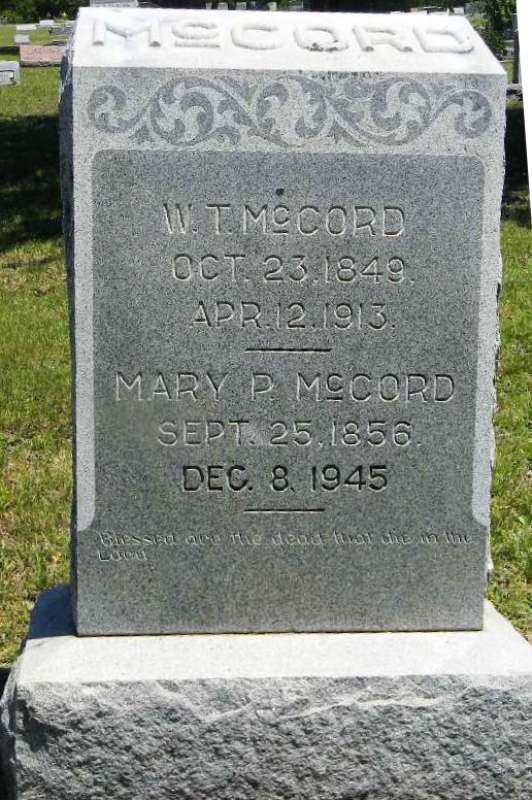 McCORD
W.T. McCORD
OCT. 23, 1849.
APR. 12, 1913.
MARY P. McCORD
SEPT. 25, 1856.
DEC. 8, 1945
Blessed are the dead that die in the
Lord.